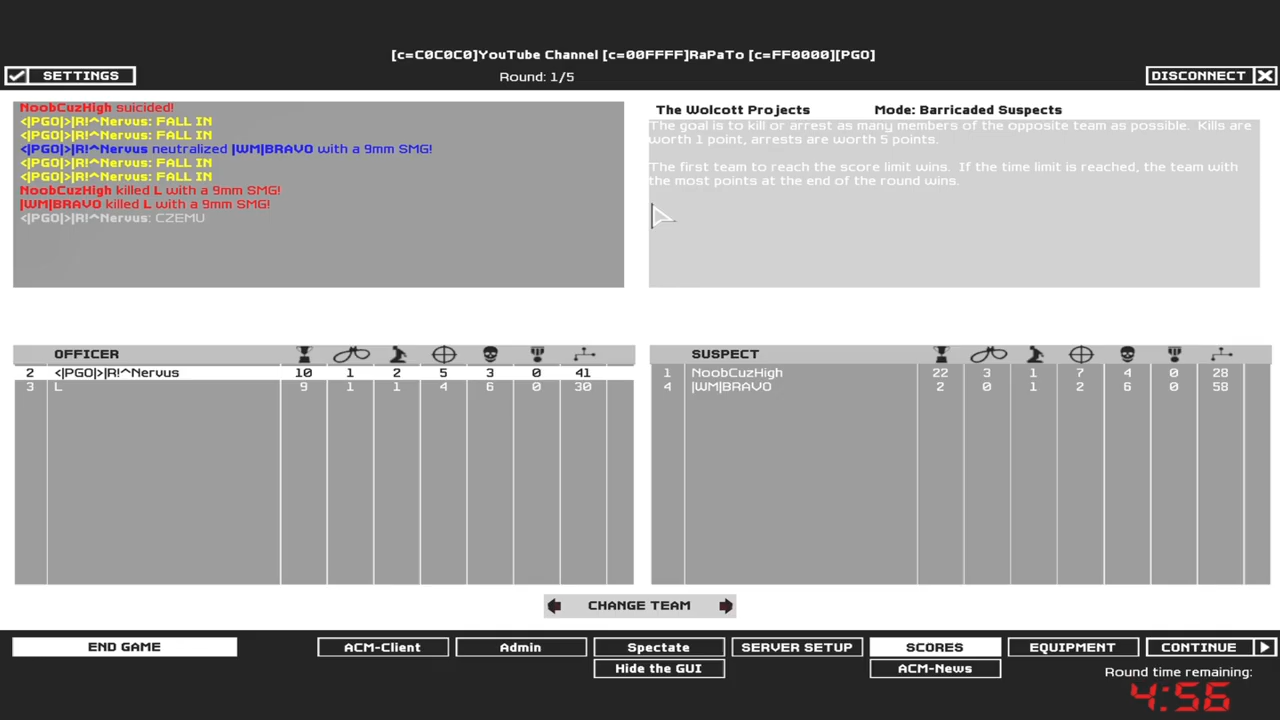 [c=C0C0C0]YouTube Channel [c=00FFFF]RaPaTo [c=FF0000][PGO]
SETTINGS
Round: 1/5
DISCONNECT
NoobCuzHigh suicided!
<|PGO|>|R!^Nervus: FALL IN
<|PGO|>|R!^Nervus: FALL IN
<|PGO|>|R!^Nervus neutralized |WM|BRAVO with a 9mm SMG!
<|PGO|>|R!^Nervus: FALL IN
<|PGO|>|R!^Nervus: FALL IN
NoobCuzHigh killed L with a 9mm SMG!
|WM|BRAVO killed L with a 9mm SMG!
<|PGO|>|R!^Nervus: CZEMU
The Wolcott Projects Mode: Barricaded Suspects
The goal is to kill or arrest as many members of the opposite team as possible. Kills are
worth 1 point, arrests are worth 5 points.
The first team to reach the score limit wins. If the time limit is reached, the team with
the most points at the end of the round wins.
OFFICER
2 <|PGO|>|R!^Nervus 10 1 2 5 3 0 41
3 L 9 1 1 4 6 0 30
SUSPECT
1 NoobCuzHigh 22 3 1 7 4 0 28
4 |WM|BRAVO 2 0 1 2 6 0 58
CHANGE TEAM
END GAME
ACM-Client
Admin
Spectate
SERVER SETUP
SCORES
EQUIPMENT
CONTINUE
Hide the GUI
ACM-News
Round time remaining:
4:56